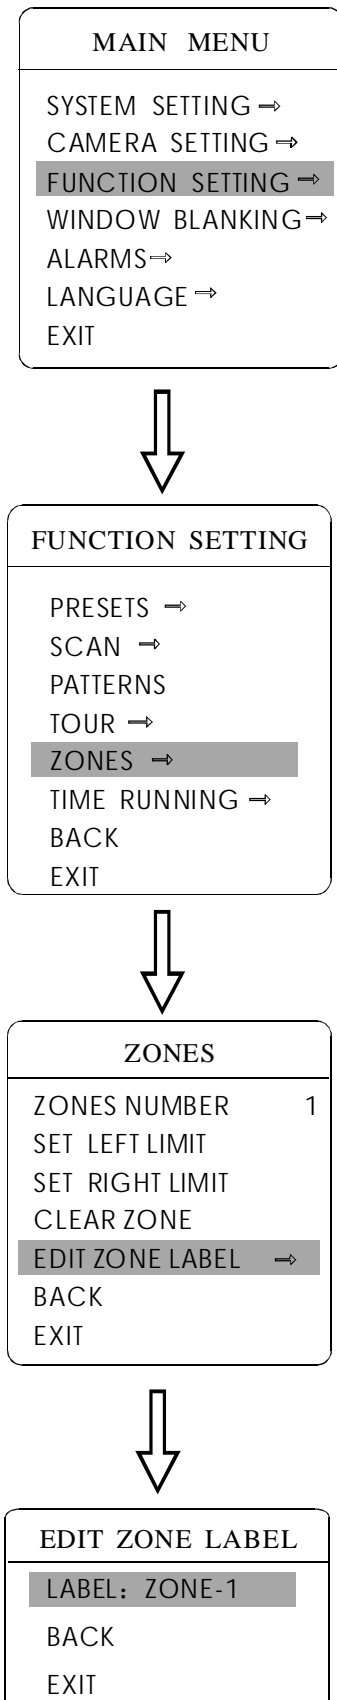 MAIN MENU
SYSTEM SETTING ⇒
CAMERA SETTING ⇒
FUNCTION SETTING ⇒
WINDOW BLANKING ⇒
ALARMS ⇒
LANGUAGE ⇒
EXIT
FUNCTION SETTING
PRESETS ⇒
SCAN ⇒
PATTERNS
TOUR ⇒
ZONES ⇒
TIME RUNNING ⇒
BACK
EXIT
ZONES
ZONES NUMBER 1
SET LEFT LIMIT
SET RIGHT LIMIT
CLEAR ZONE
EDIT ZONE LABEL ⇒
BACK
EXIT
EDIT ZONE LABEL
LABEL: ZONE-1
BACK
EXIT